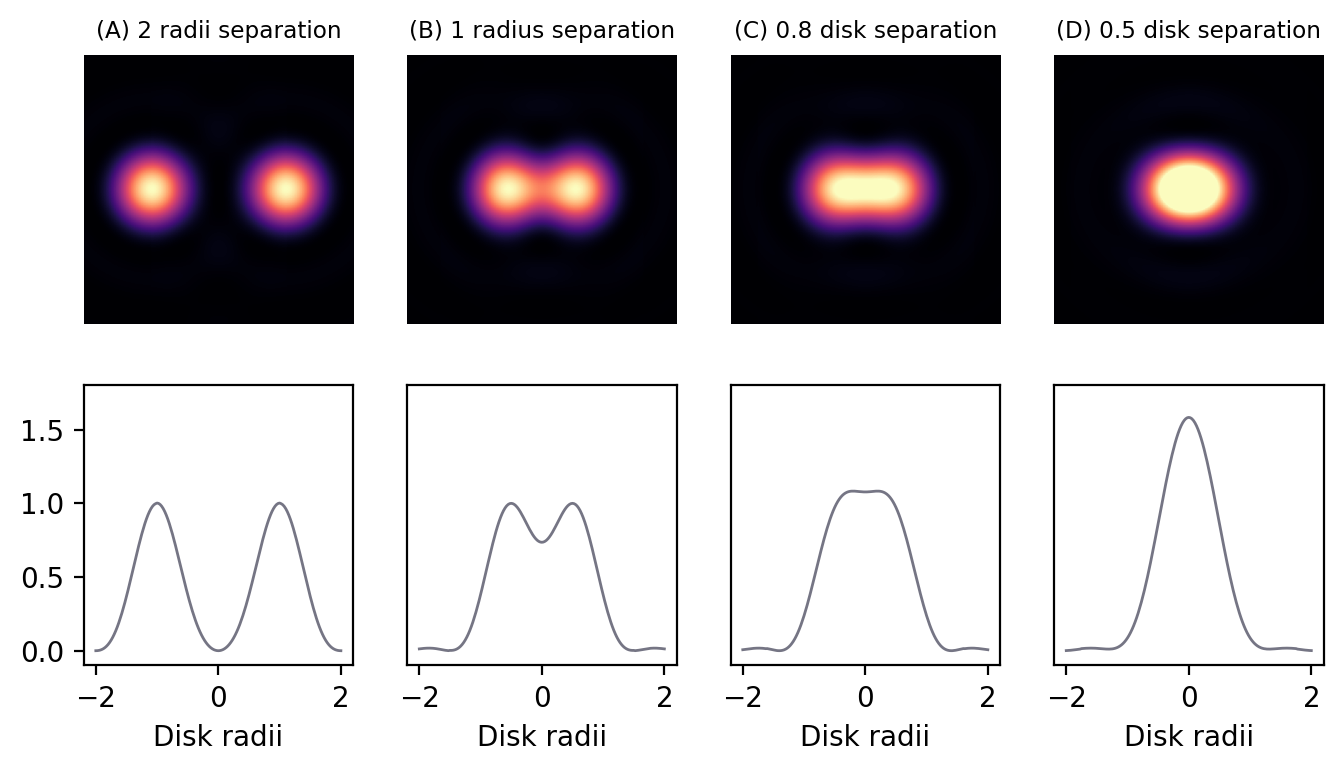 (A) 2 radii separation
(B) 1 radius separation
(C) 0.8 disk separation
(D) 0.5 disk separation
1.5
1.0
0.5
0.0
−2 0 2
−2 0 2
−2 0 2
−2 0 2
Disk radii
Disk radii
Disk radii
Disk radii